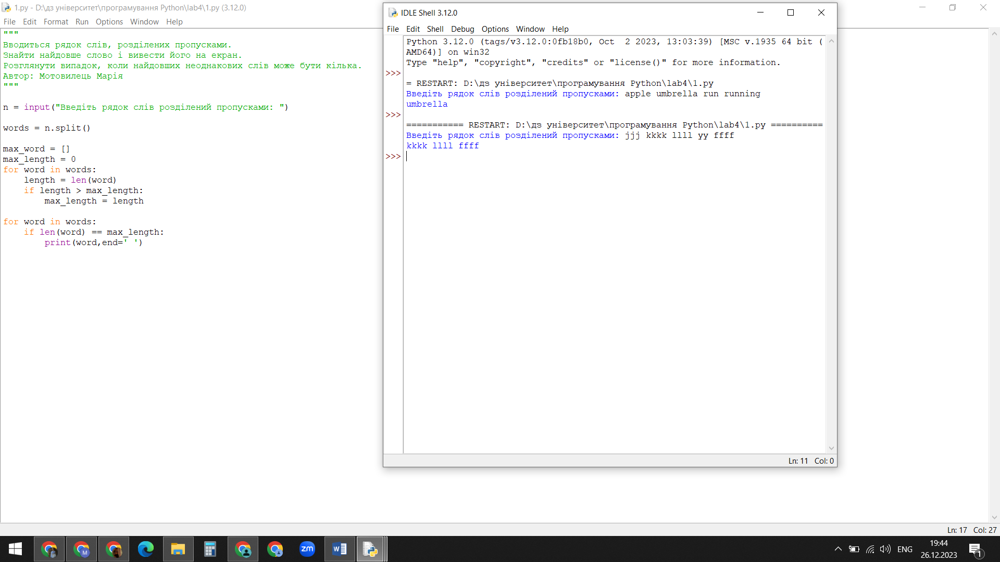 1.py - D:\дз університет\програмування Python\lab4\1.py (3.12.0)
File Edit Format Run Options Window Help
"""
Вводиться рядок слів, розділених пропусками.
Знайти найдовше слово і вивести його на екран.
Розглянути випадок, коли найдовших неоднакових слів може бути кілька.
Автор: Мотовилець Марія
"""
n = input("Введіть рядок слів розділений пропусками: ")
words = n.split()
max_word = []
max_length = 0
for word in words:
    length = len(word)
    if length > max_length:
        max_length = length
for word in words:
    if len(word) == max_length:
        print(word,end=' ')
IDLE Shell 3.12.0
File Edit Shell Debug Options Window Help
Python 3.12.0 (tags/v3.12.0:0fb18b0, Oct  2 2023, 13:03:39) [MSC v.1935 64 bit (
AMD64)] on win32
Type "help", "copyright", "credits" or "license()" for more information.
>>>
= RESTART: D:\дз університет\програмування Python\lab4\1.py
Введіть рядок слів розділений пропусками: apple umbrella run running
umbrella
>>>
=========== RESTART: D:\дз університет\програмування Python\lab4\1.py ==========
Введіть рядок слів розділений пропусками: jjj kkkk llll yy ffff
kkkk llll ffff
>>>
Ln: 11 Col: 0
Ln: 17 Col: 27
M
zm
W
ENG
19:44
26.12.2023
1